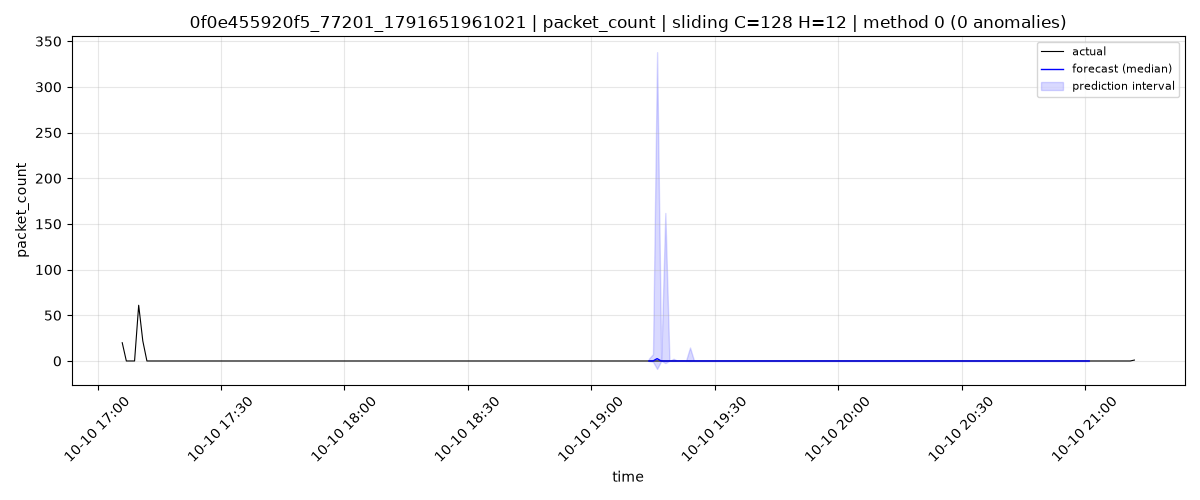 0f0e455920f5_77201_1791651961021 | packet_count | sliding C=128 H=12 | method 0 (0 anomalies)
actual
forecast (median)
prediction interval
350
300
250
200
150
100
50
0
packet_count
10-10 17:00
10-10 17:30
10-10 18:00
10-10 18:30
10-10 19:00
10-10 19:30
10-10 20:00
10-10 20:30
10-10 21:00
time